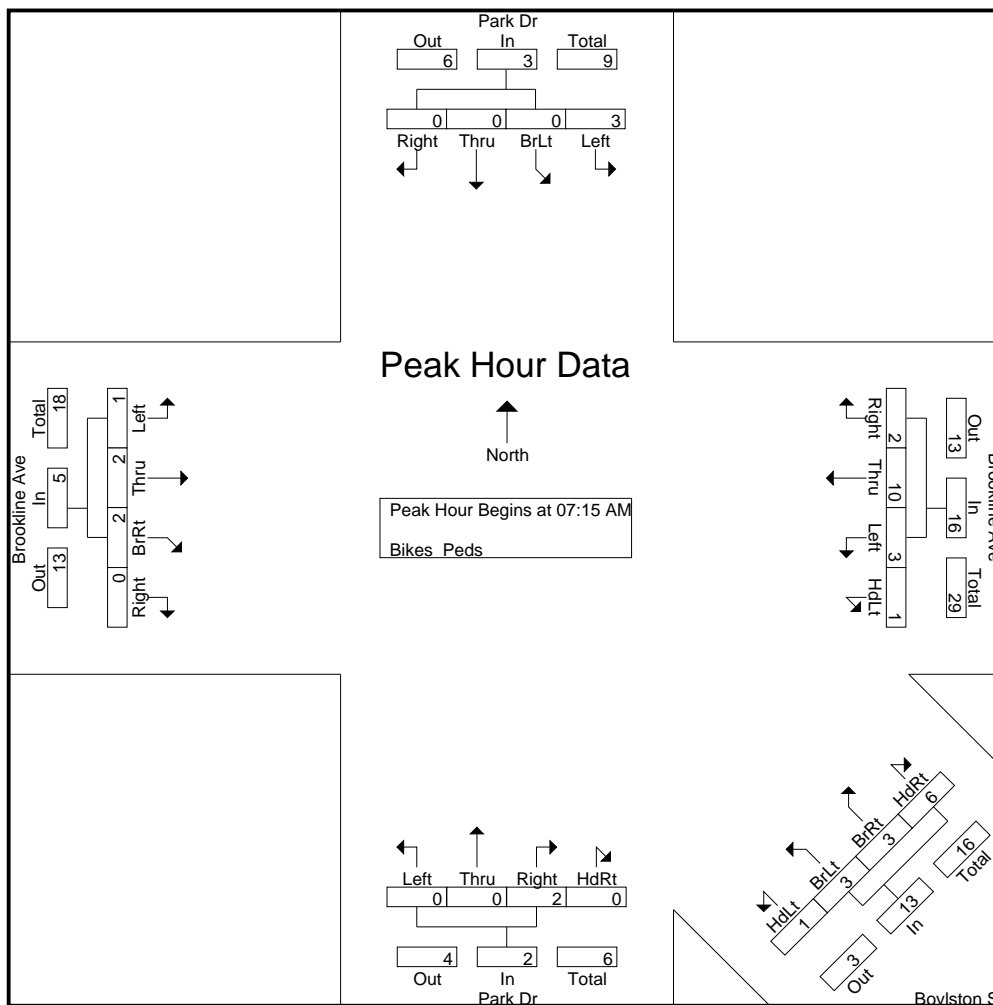 Park Dr
Out In Total
6 3 9
0 0 0 3
Right Thru BrLt Left
Peak Hour Data
North
Peak Hour Begins at 07:15 AM
Bikes Peds
Brookline Ave
Total In Out
18 5 13
1 2 2 0
Left Thru BrRt Right
Brookline Ave
Out In Total
13 16 29
2 10 3 1
Right Thru Left HdLt
Left Thru Right HdRt
0 0 2 0
4 2 6
Out In Total
Park Dr
HdLt BrLt BrRt HdRt
1 3 3 6
3 13 16
Out In Total
Boylston S